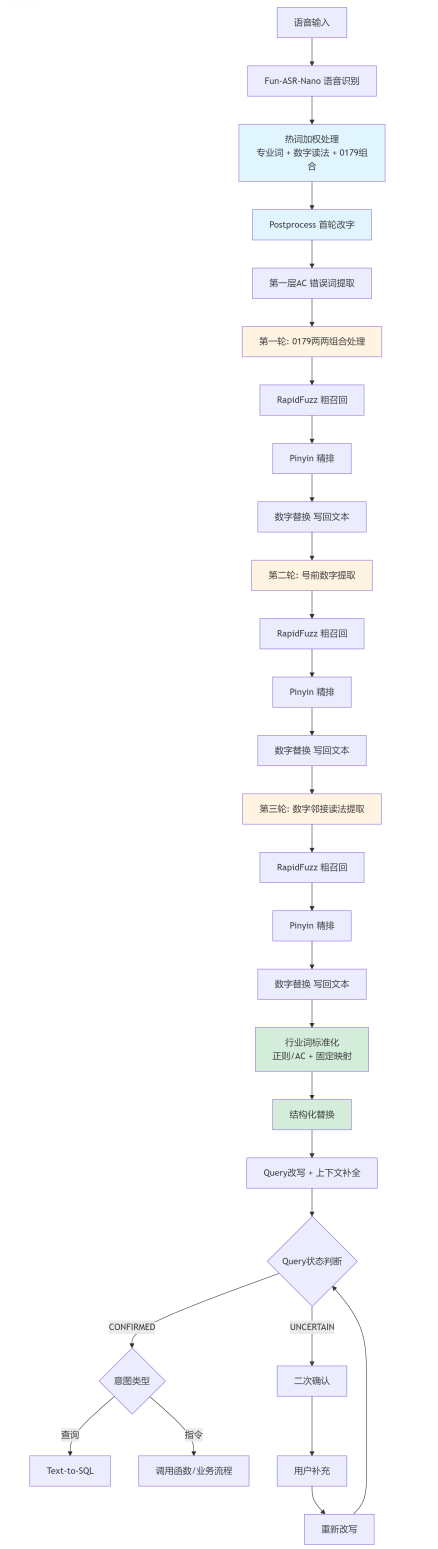 语音输入
Fun-ASR-Nano 语音识别
热词加权处理
专业词 + 数字读法 + 0179组
合
Postprocess 首轮改字
第一层AC 错误词提取
第一轮: 0179两两组合处理
RapidFuzz 粗召回
Pinyin 精排
数字替换 写回文本
第二轮: 号前数字提取
RapidFuzz 粗召回
Pinyin 精排
数字替换 写回文本
第三轮: 数字邻接读法提取
RapidFuzz 粗召回
Pinyin 精排
数字替换 写回文本
行业词标准化
正则/AC + 固定映射
结构化替换
Query改写 + 上下文补全
Query状态判断
CONFIRMED
UNCERTAIN
意图类型
二次确认
查询
指令
Text-to-SQL
调用函数/业务流程
用户补充
重新改写